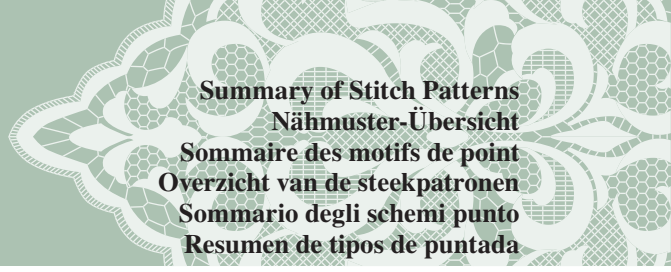 Summary of Stitch Patterns
Nähmuster-Übersicht
Sommaire des motifs de point
Overzicht van de steekpatronen
Sommario degli schemi punto
Resumen de tipos de puntada